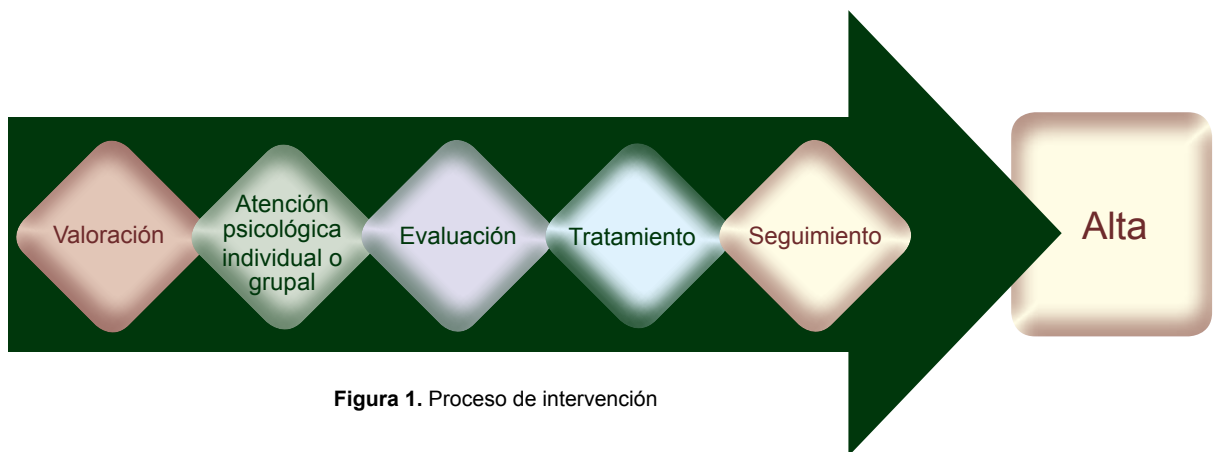 Valoración
Atención
psicológica
individual o
grupal
Evaluación
Tratamiento
Seguimiento
Alta
Figura 1. Proceso de intervención